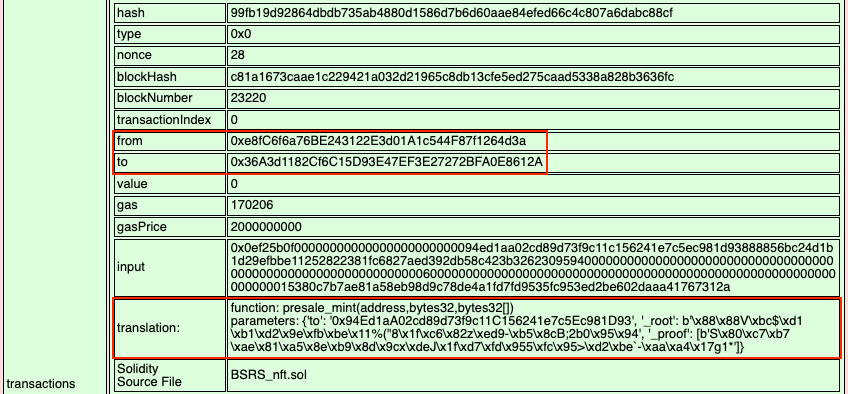 hash 99fb19d92864dbdb735ab4880d1586d7b6d60aae84efed66c4c807a6dabc88cf
type 0x0
nonce 28
blockHash c81a1673caae1c229421a032d21965c8db13cfe5ed275caad5338a828b3636fc
blockNumber 23220
transactionIndex 0
from 0xe8fC6f6a76BE243122E3d01A1c544F87f1264d3a
to 0x36A3d1182Cf6C15D93E47EF3E27272BFA0E8612A
value 0
gas 170206
gasPrice 2000000000
input 0x0ef25b0f00000000000000000000000094ed1aa02cd89d73f9c11c156241e7c5ec981d93888856bc24d1b
1d29efbbe11252822381fc6827aed392db58c423b32623095940000000000000000000000000000000000
000000000000000000000000000060000000000000000000000000000000000000000000000000000000000
0000015380c7b7ae81a58eb98d9c78de4a1fd7fd9535fc953ed2be602daaa41767312a
translation: function: presale_mint(address,bytes32,bytes32[])
parameters: {'to': '0x94Ed1aA02cd89d73f9c11C156241e7c5Ec981D93', '_root': b'\x88\x88V\xbc$\xd1
\xb1\xd2\x9e\xfb\xbe\x11%("8\x1f\xc6\x82z\xed9-\xb5\x8cB;2b0\x95\x94', '_proof': [b'S\x80\xc7\xb7
\xae\x81\xa5\x8e\xb9\x8d\x9cx\xdeJ\x1f\xd7\xfd\x955\xfc\x95>\xd2\xbe`-\xaa\xa4\x17g1*']}
Solidity
Source File BSRS_nft.sol
transactions